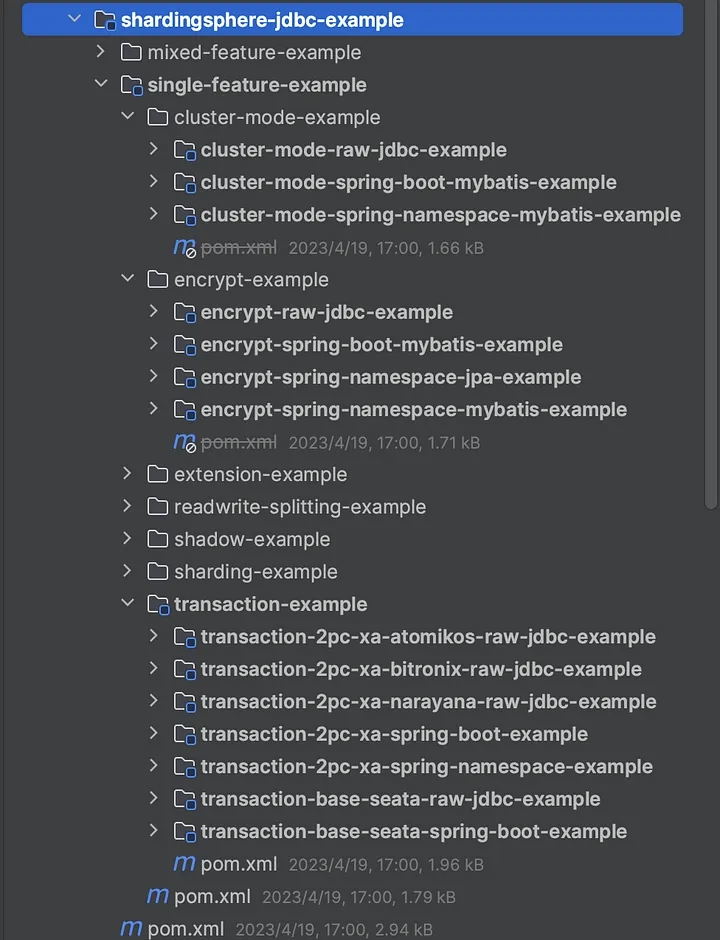 shardingsphere-jdbc-example
mixed-feature-example
single-feature-example
cluster-mode-example
cluster-mode-raw-jdbc-example
cluster-mode-spring-boot-mybatis-example
cluster-mode-spring-namespace-mybatis-example
pom.xml 2023/4/19, 17:00, 1.66 kB
encrypt-example
encrypt-raw-jdbc-example
encrypt-spring-boot-mybatis-example
encrypt-spring-namespace-jpa-example
encrypt-spring-namespace-mybatis-example
pom.xml 2023/4/19, 17:00, 1.71 kB
extension-example
readwrite-splitting-example
shadow-example
sharding-example
transaction-example
transaction-2pc-xa-atomikos-raw-jdbc-example
transaction-2pc-xa-bitronix-raw-jdbc-example
transaction-2pc-xa-narayana-raw-jdbc-example
transaction-2pc-xa-spring-boot-example
transaction-2pc-xa-spring-namespace-example
transaction-base-seata-raw-jdbc-example
transaction-base-seata-spring-boot-example
pom.xml 2023/4/19, 17:00, 1.96 kB
pom.xml 2023/4/19, 17:00, 1.79 kB
pom.xml 2023/4/19, 17:00, 2.94 kB